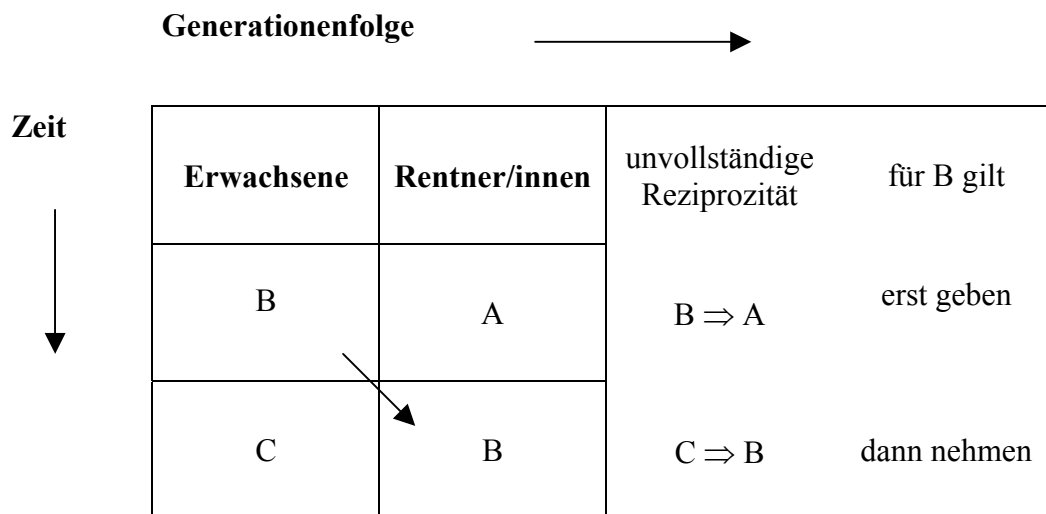 Generationenfolge
Zeit
Erwachsene Rentner/innen unvollständige
Reziprozität für B gilt
B A B ⇒ A erst geben
C B C ⇒ B dann nehmen